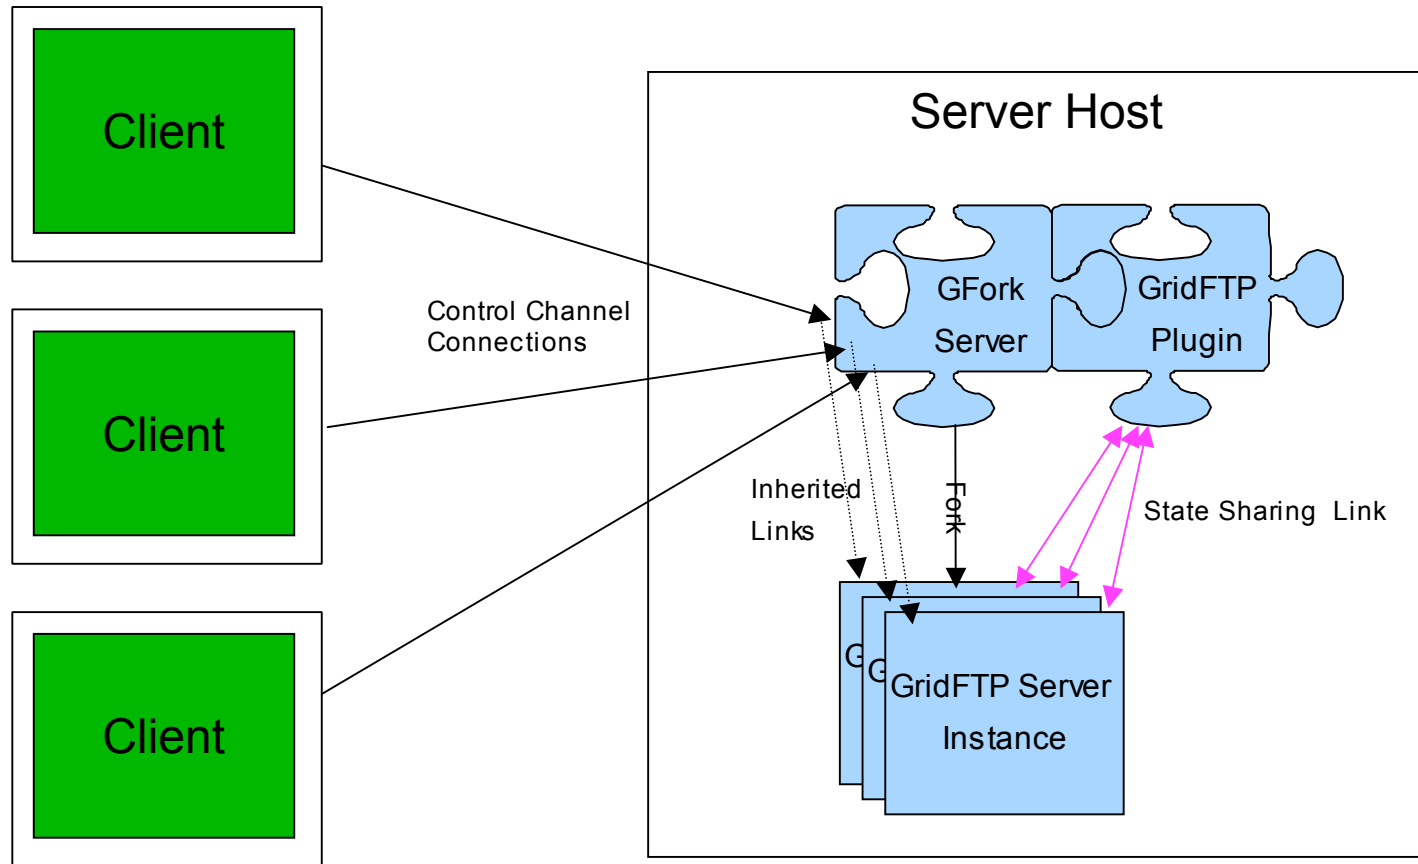 Client
Server Host
Control Channel
Connections
GFork
Server
GridFTP
Plugin
Client
Inherited
Links
Fork
State Sharing Link
G
G
GridFTP Server
Instance
Client